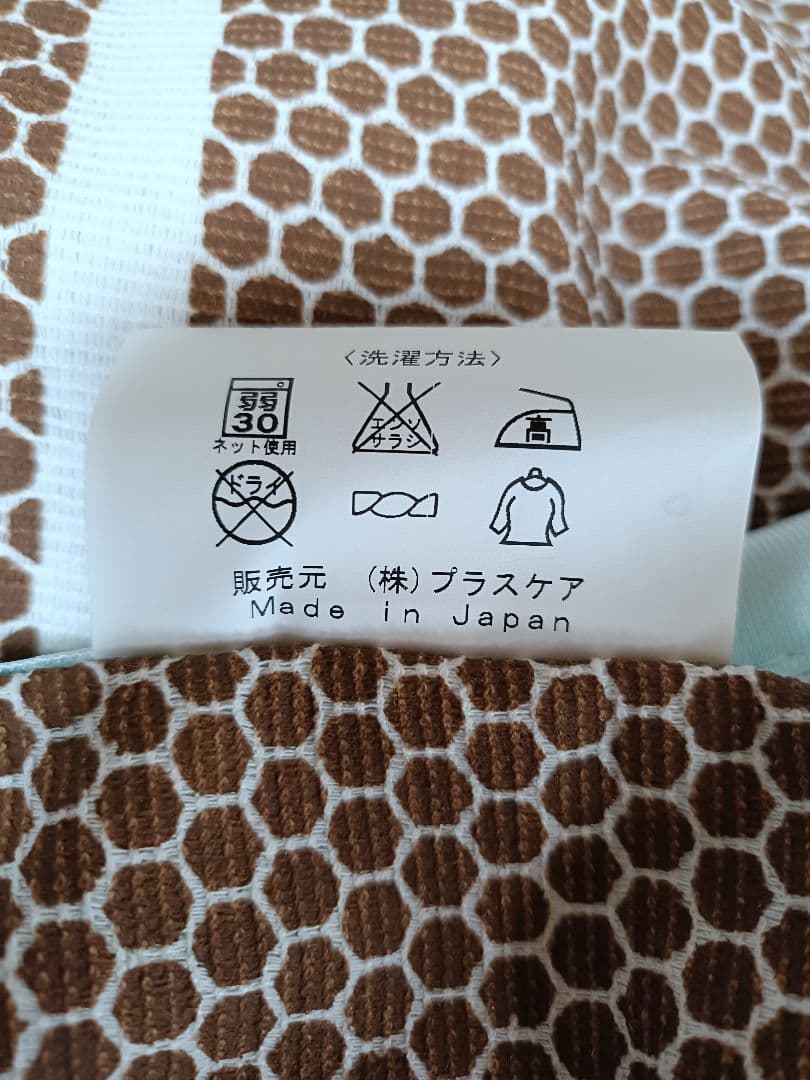 〈洗濯方法〉
弱
30
ネット使用
エンソ
サラシ
高
ドライ
販売元　(株)プラスケア
Made in Japan